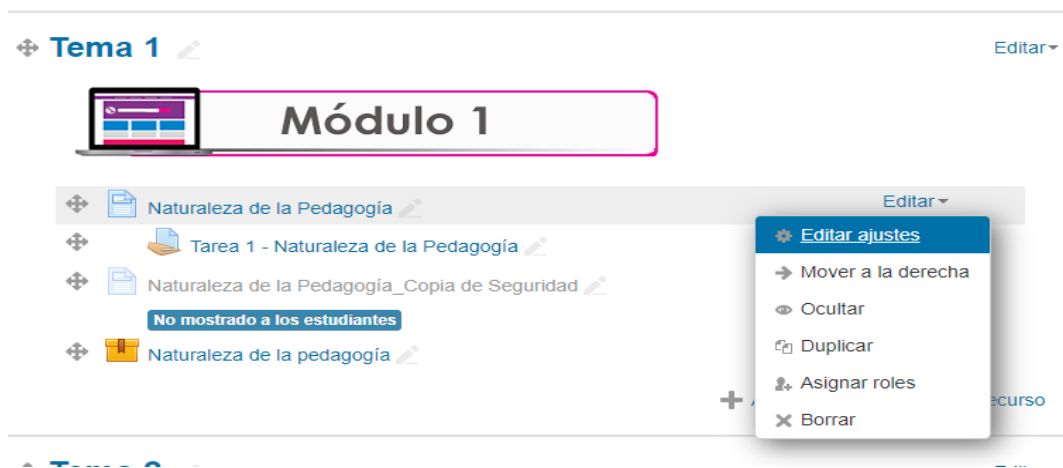 Tema 1
Editar
Módulo 1
Naturaleza de la Pedagogía
Editar
Tarea 1 - Naturaleza de la Pedagogía
Naturaleza de la Pedagogía_Copia de Seguridad
No mostrado a los estudiantes
Naturaleza de la pedagogía
Editar ajustes
Mover a la derecha
Ocultar
Duplicar
Asignar roles
Borrar
ecurso